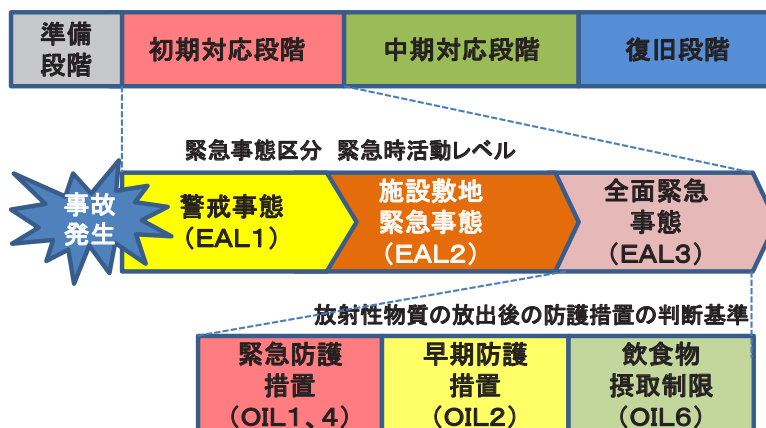 準備
段階
初期対応段階
中期対応段階
復旧段階
緊急事態区分 緊急時活動レベル
事故
発生
警戒事態
（EAL1）
施設敷地
緊急事態
（EAL2）
全面緊急
事態
（EAL3）
放射性物質の放出後の防護措置の判断基準
緊急防護
措置
（OIL1、4）
早期防護
措置
（OIL2）
飲食物
摂取制限
（OIL6）